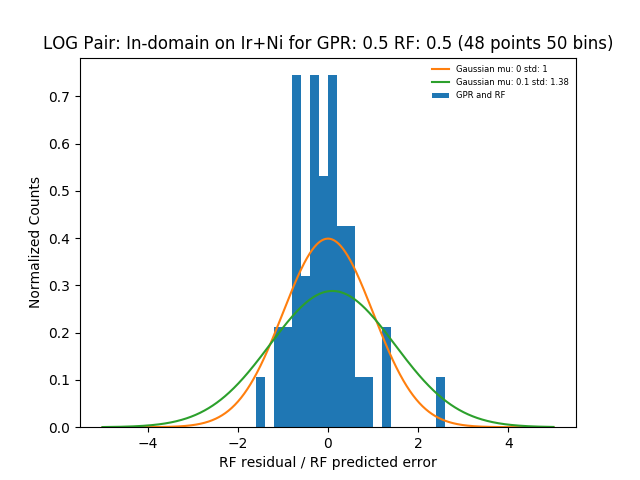 LOG Pair: In-domain on Ir+Ni for GPR: 0.5 RF: 0.5 (48 points 50 bins)
Gaussian mu: 0 std: 1
Gaussian mu: 0.1 std: 1.38
GPR and RF
Normalized Counts
0.7
0.6
0.5
0.4
0.3
0.2
0.1
0.0
−4 −2 0 2 4
RF residual / RF predicted error